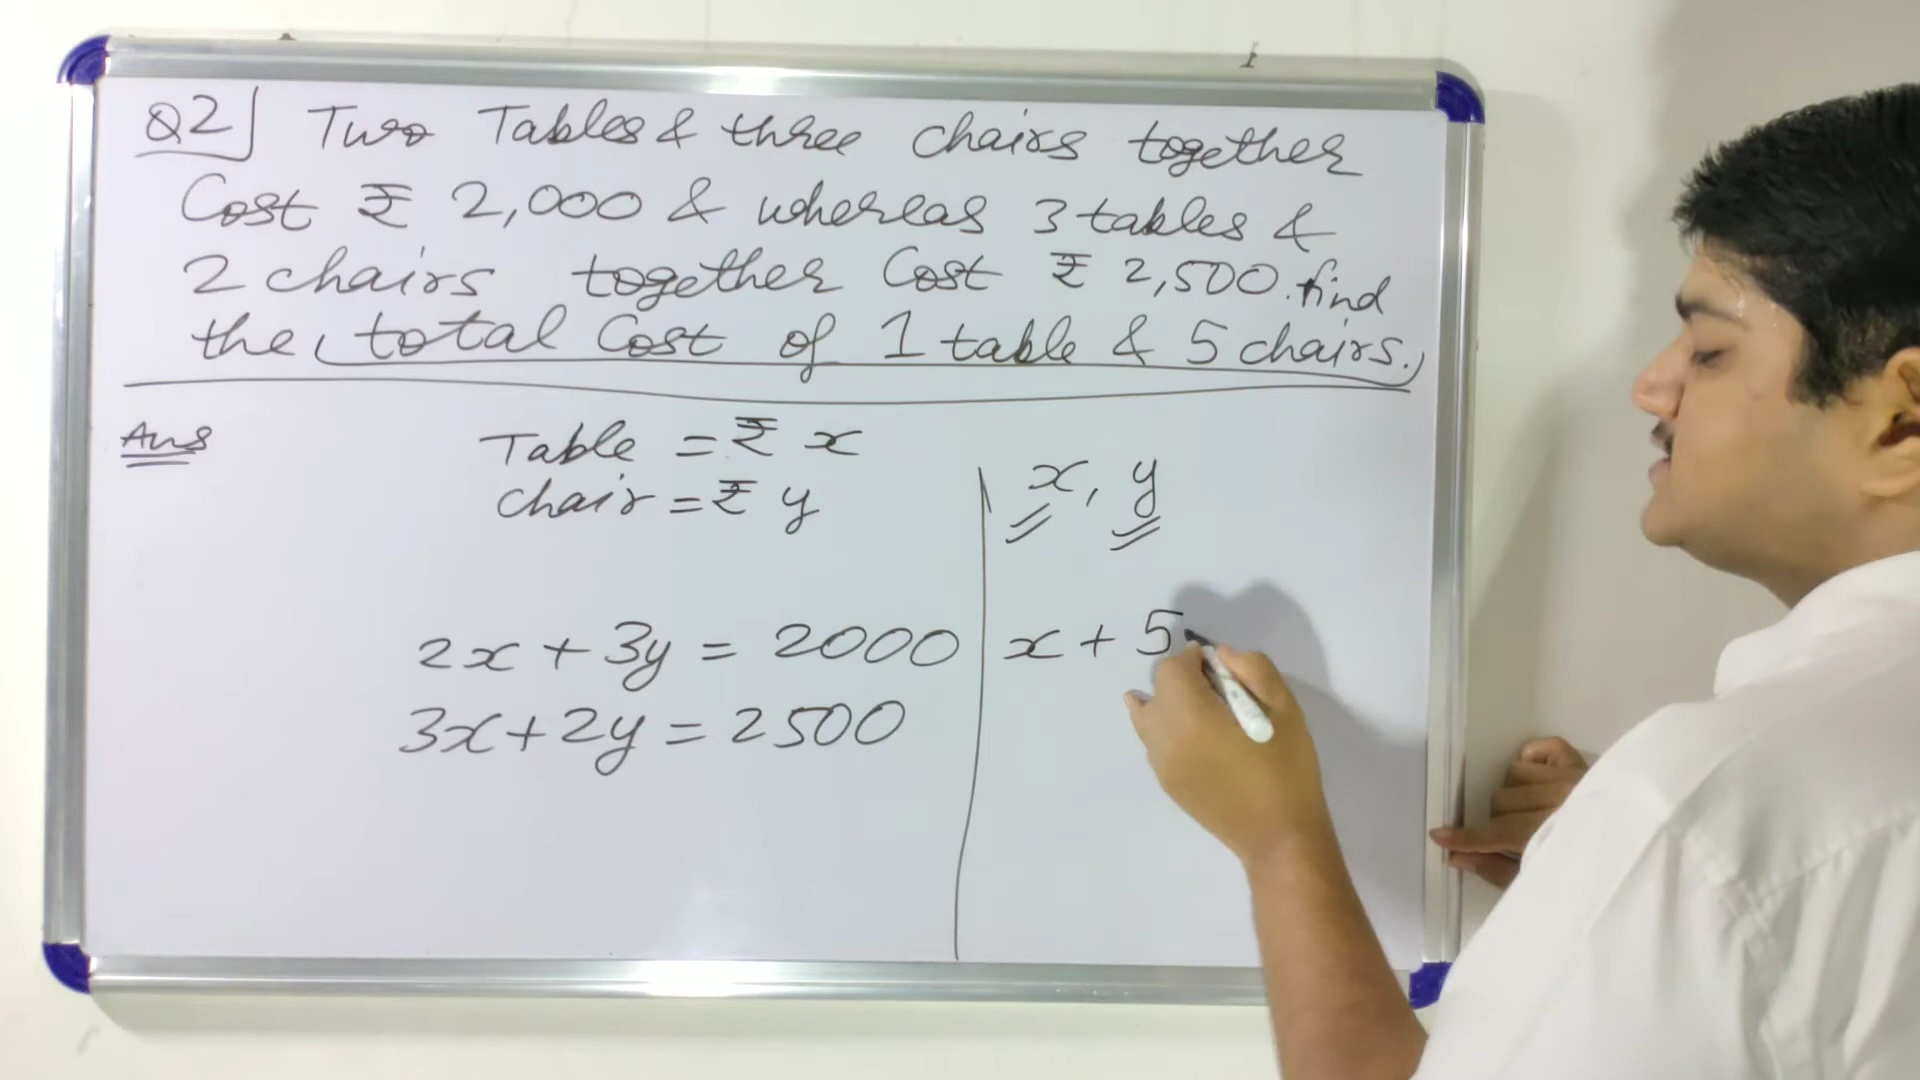 Q2] Two Tables & three chairs together
Cost ₹ 2,000 & whereas 3 tables &
2 chairs together Cost ₹ 2,500. find
the (total Cost of 1 table & 5 chairs.)
Ans
Table = ₹ x
chair = ₹ y
2x + 3y = 2000
3x + 2y = 2500
x, y
x + 5